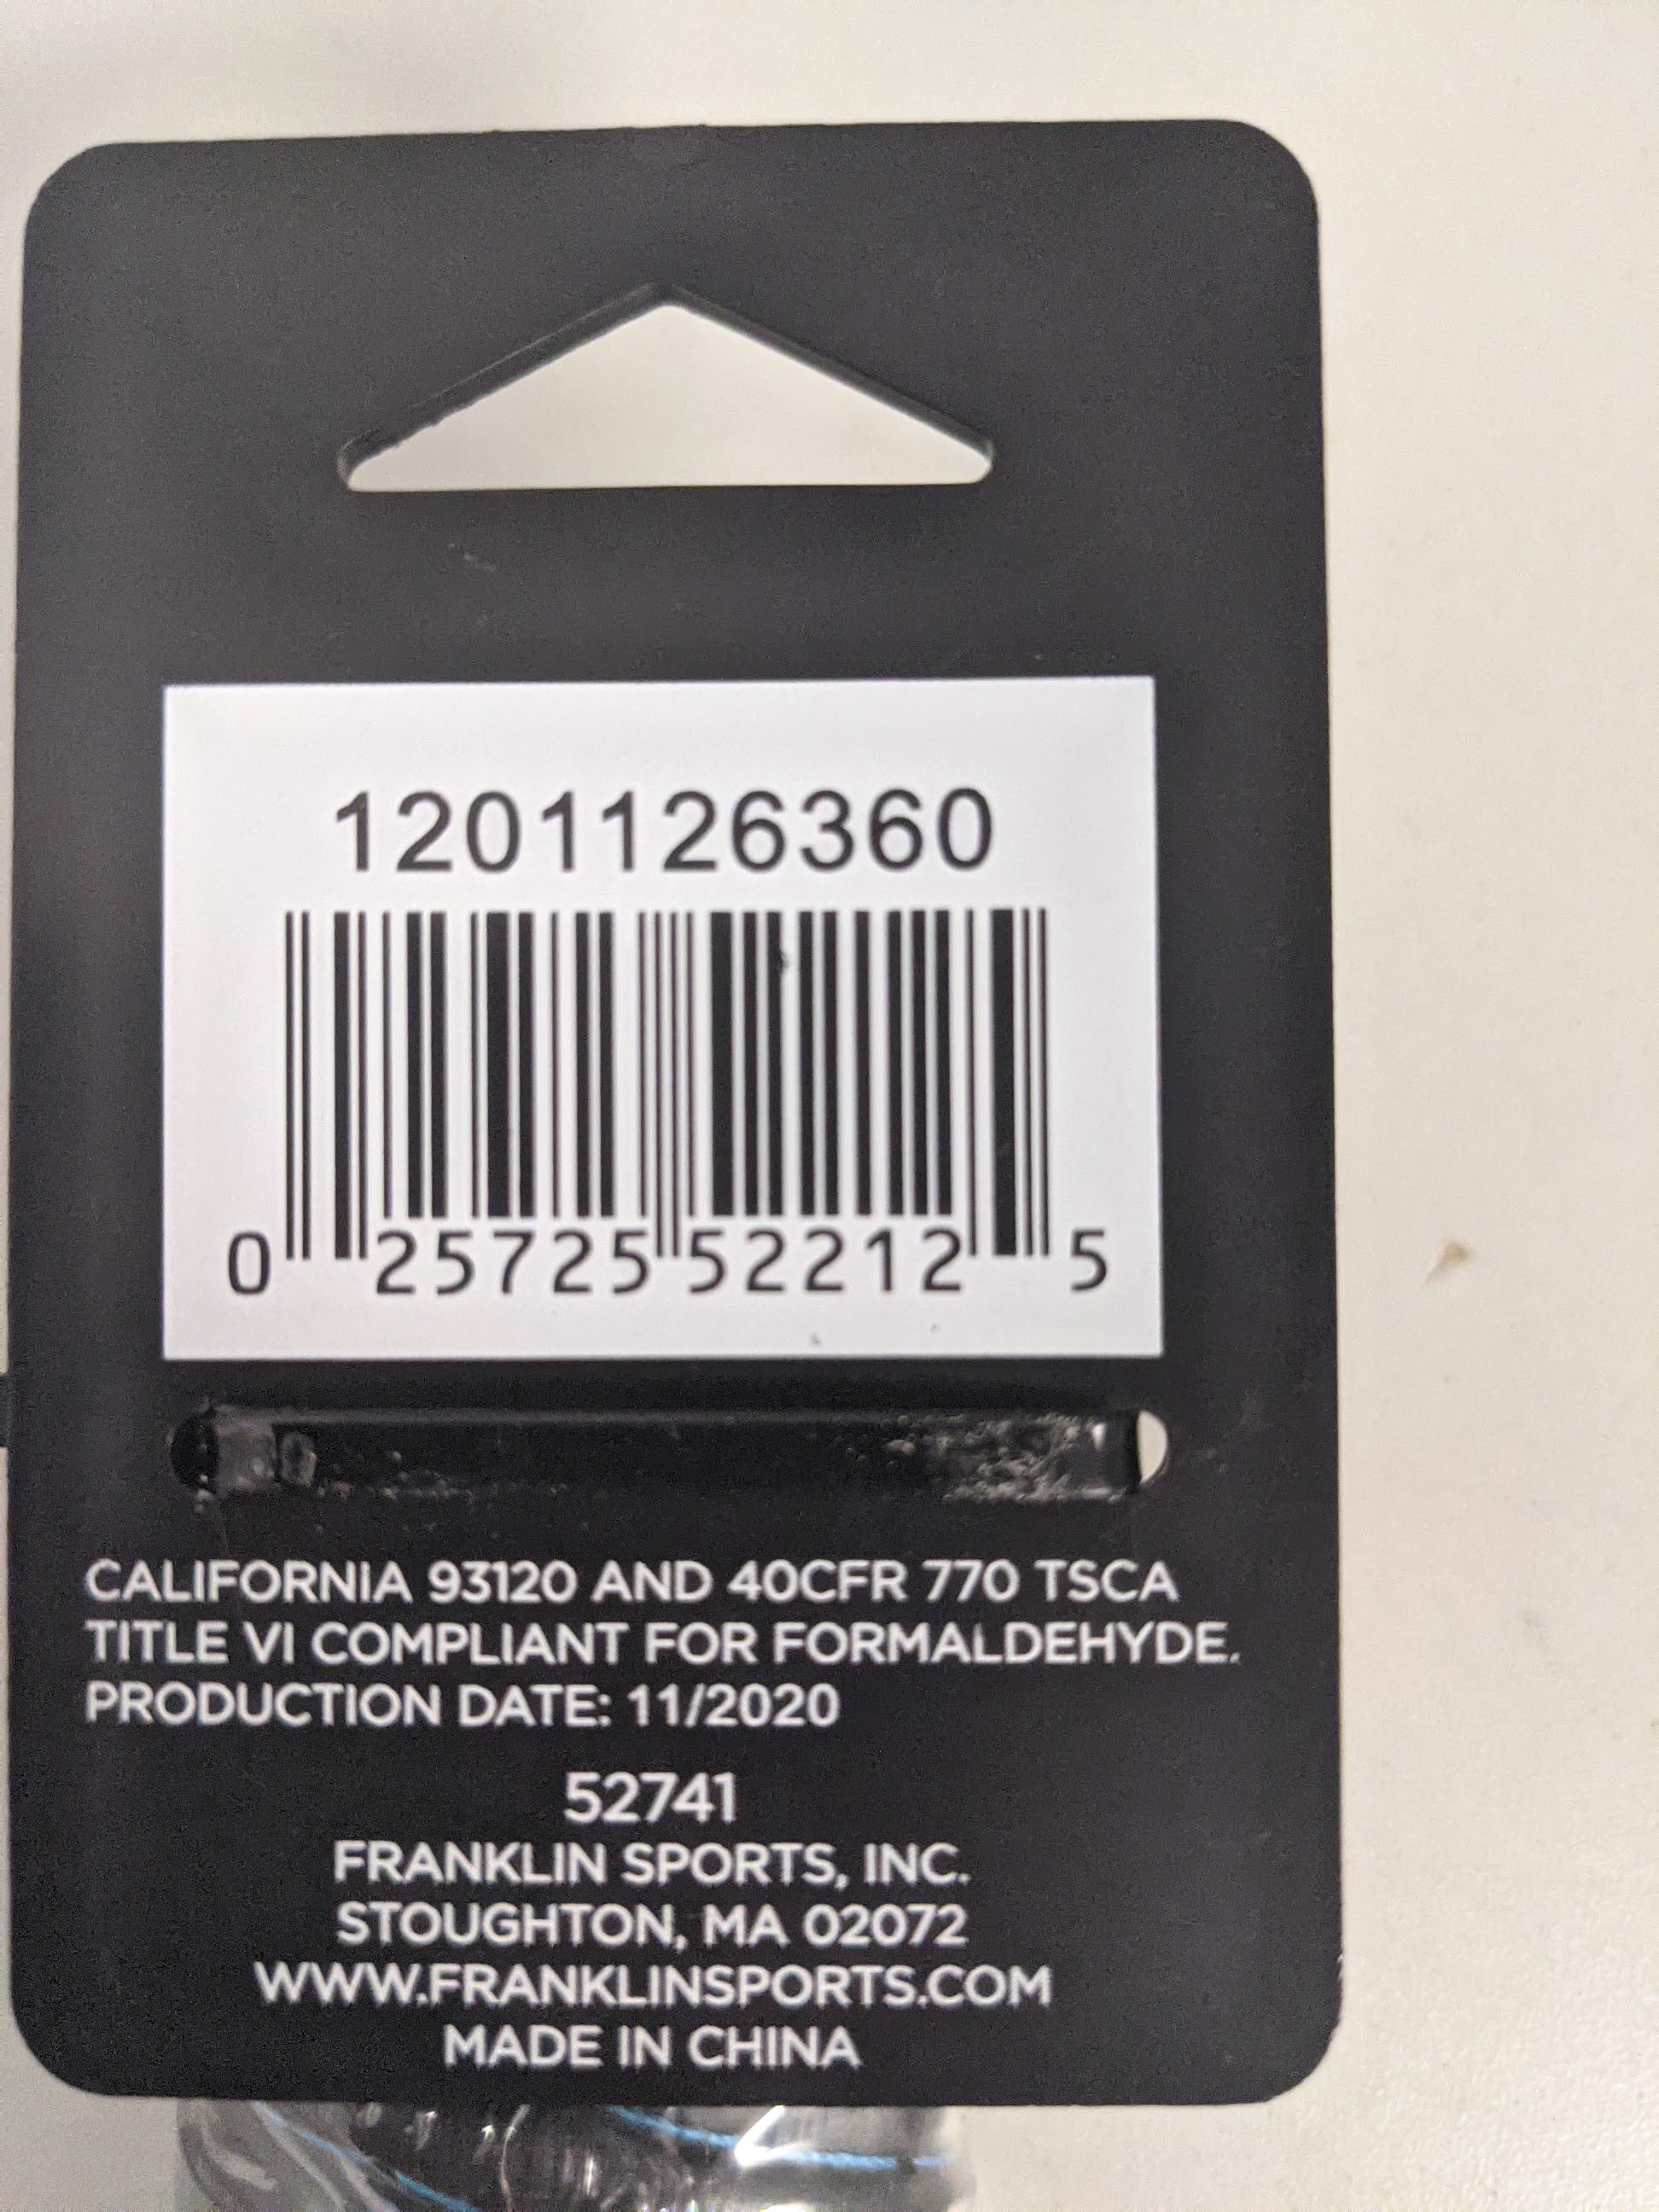 1201126360
0 25725 52212 5
CALIFORNIA 93120 AND 40CFR 770 TSCA
TITLE VI COMPLIANT FOR FORMALDEHYDE.
PRODUCTION DATE: 11/2020
52741
FRANKLIN SPORTS, INC.
STOUGHTON, MA 02072
WWW.FRANKLINSPORTS.COM
MADE IN CHINA